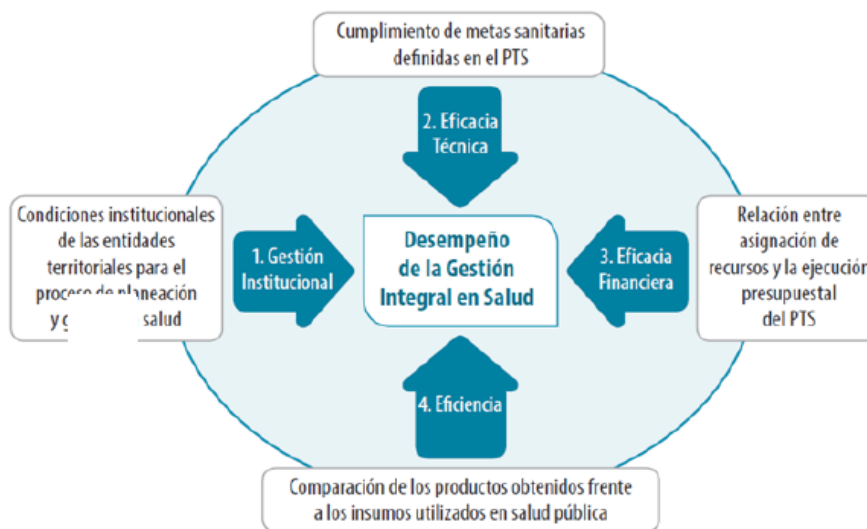 Cumplimiento de metas sanitarias
definidas en el PTS
2. Eficacia
Técnica
Condiciones institucionales
de las entidades
territoriales para el
proceso de planeación
y salud
1. Gestión
Institucional
Desempeño
de la Gestión
Integral en Salud
3. Eficacia
Financiera
Relación entre
asignación de
recursos y la ejecución
presupuestal
del PTS
4. Eficiencia
Comparación de los productos obtenidos frente
a los insumos utilizados en salud pública